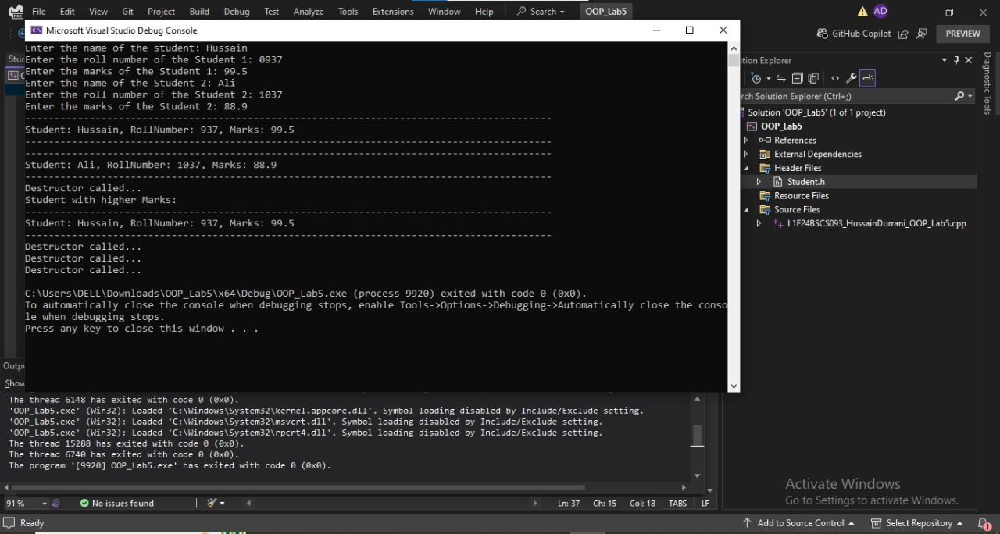 File Edit View Git Project Build Debug Test Analyze Tools Extensions Window Help Search OOP_Lab5 AD
Microsoft Visual Studio Debug Console
GitHub Copilot PREVIEW
Enter the name of the student: Hussain
Enter the roll number of the Student 1: 0937
Enter the marks of the Student 1: 99.5
Enter the name of the Student 2: Ali
Enter the roll number of the Student 2: 1037
Enter the marks of the Student 2: 88.9
------------------------------------------------------------------------------------------
Student: Hussain, RollNumber: 937, Marks: 99.5
------------------------------------------------------------------------------------------
------------------------------------------------------------------------------------------
Student: Ali, RollNumber: 1037, Marks: 88.9
------------------------------------------------------------------------------------------
Destructor called...
Student with higher Marks:
------------------------------------------------------------------------------------------
Student: Hussain, RollNumber: 937, Marks: 99.5
------------------------------------------------------------------------------------------
Destructor called...
Destructor called...
Destructor called...
C:\Users\DELL\Downloads\OOP_Lab5\x64\Debug\OOP_Lab5.exe (process 9920) exited with code 0 (0x0).
To automatically close the console when debugging stops, enable Tools->Options->Debugging->Automatically close the conso
le when debugging stops.
Press any key to close this window . . .
ution Explorer
rch Solution Explorer (Ctrl+;)
Solution 'OOP_Lab5' (1 of 1 project)
OOP_Lab5
References
External Dependencies
Header Files
Student.h
Resource Files
Source Files
L1F24BSCS093_HussainDurrani_OOP_Lab5.cpp
Diagnostic Tools
Stud
Outpu
Show
The thread 6148 has exited with code 0 (0x0).
'OOP_Lab5.exe' (Win32): Loaded 'C:\Windows\System32\kernel.appcore.dll'. Symbol loading disabled by Include/Exclude setting.
'OOP_Lab5.exe' (Win32): Loaded 'C:\Windows\System32\msvcrt.dll'. Symbol loading disabled by Include/Exclude setting.
'OOP_Lab5.exe' (Win32): Loaded 'C:\Windows\System32\rpcrt4.dll'. Symbol loading disabled by Include/Exclude setting.
The thread 15288 has exited with code 0 (0x0).
The thread 6740 has exited with code 0 (0x0).
The program '[9920] OOP_Lab5.exe' has exited with code 0 (0x0).
Activate Windows
Go to Settings to activate Windows.
91 % No issues found Ln: 37 Ch: 15 Col: 18 TABS LF
Ready Add to Source Control Select Repository 1